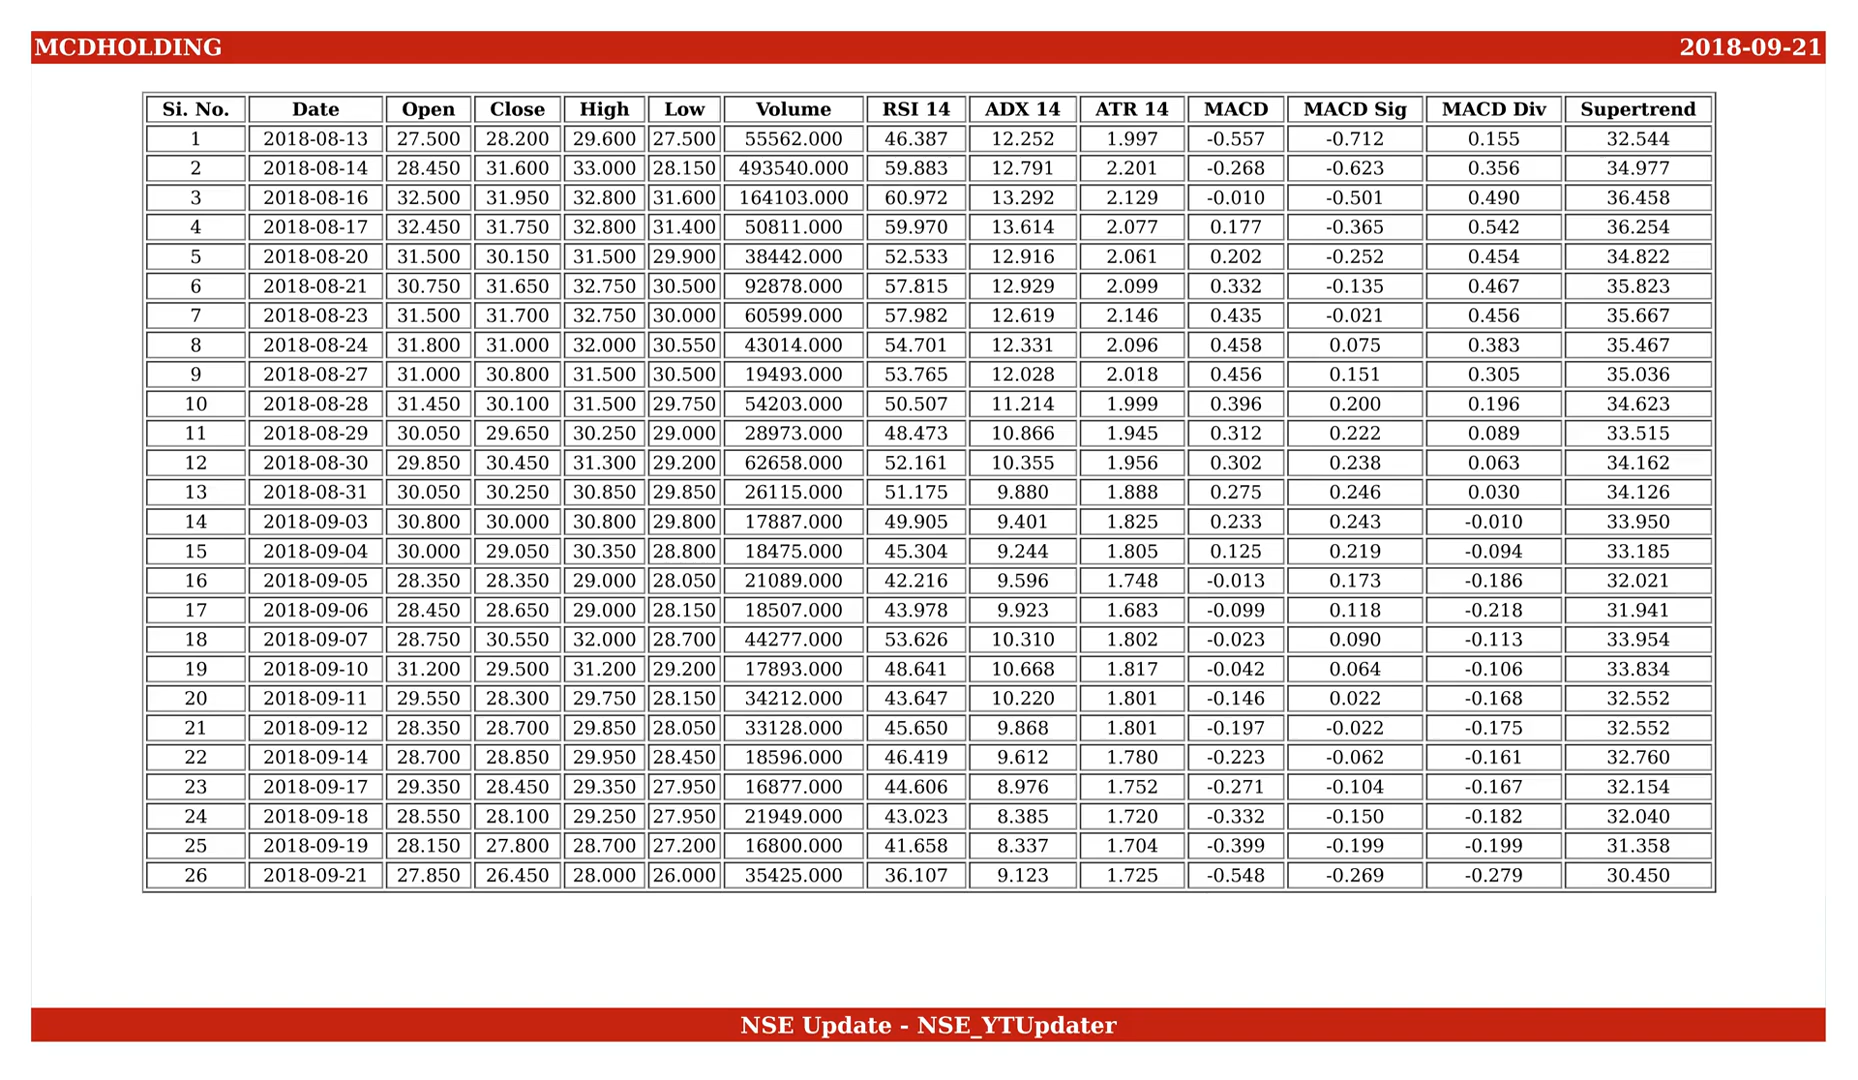 MCDHOLDING 2018-09-21
Si. No. Date Open Close High Low Volume RSI 14 ADX 14 ATR 14 MACD MACD Sig MACD Div Supertrend
1 2018-08-13 27.500 28.200 29.600 27.500 55562.000 46.387 12.252 1.997 -0.557 -0.712 0.155 32.544
2 2018-08-14 28.450 31.600 33.000 28.150 493540.000 59.883 12.791 2.201 -0.268 -0.623 0.356 34.977
3 2018-08-16 32.500 31.950 32.800 31.600 164103.000 60.972 13.292 2.129 -0.010 -0.501 0.490 36.458
4 2018-08-17 32.450 31.750 32.800 31.400 50811.000 59.970 13.614 2.077 0.177 -0.365 0.542 36.254
5 2018-08-20 31.500 30.150 31.500 29.900 38442.000 52.533 12.916 2.061 0.202 -0.252 0.454 34.822
6 2018-08-21 30.750 31.650 32.750 30.500 92878.000 57.815 12.929 2.099 0.332 -0.135 0.467 35.823
7 2018-08-23 31.500 31.700 32.750 30.000 60599.000 57.982 12.619 2.146 0.435 -0.021 0.456 35.667
8 2018-08-24 31.800 31.000 32.000 30.550 43014.000 54.701 12.331 2.096 0.458 0.075 0.383 35.467
9 2018-08-27 31.000 30.800 31.500 30.500 19493.000 53.765 12.028 2.018 0.456 0.151 0.305 35.036
10 2018-08-28 31.450 30.100 31.500 29.750 54203.000 50.507 11.214 1.999 0.396 0.200 0.196 34.623
11 2018-08-29 30.050 29.650 30.250 29.000 28973.000 48.473 10.866 1.945 0.312 0.222 0.089 33.515
12 2018-08-30 29.850 30.450 31.300 29.200 62658.000 52.161 10.355 1.956 0.302 0.238 0.063 34.162
13 2018-08-31 30.050 30.250 30.850 29.850 26115.000 51.175 9.880 1.888 0.275 0.246 0.030 34.126
14 2018-09-03 30.800 30.000 30.800 29.800 17887.000 49.905 9.401 1.825 0.233 0.243 -0.010 33.950
15 2018-09-04 30.000 29.050 30.350 28.800 18475.000 45.304 9.244 1.805 0.125 0.219 -0.094 33.185
16 2018-09-05 28.350 28.350 29.000 28.050 21089.000 42.216 9.596 1.748 -0.013 0.173 -0.186 32.021
17 2018-09-06 28.450 28.650 29.000 28.150 18507.000 43.978 9.923 1.683 -0.099 0.118 -0.218 31.941
18 2018-09-07 28.750 30.550 32.000 28.700 44277.000 53.626 10.310 1.802 -0.023 0.090 -0.113 33.954
19 2018-09-10 31.200 29.500 31.200 29.200 17893.000 48.641 10.668 1.817 -0.042 0.064 -0.106 33.834
20 2018-09-11 29.550 28.300 29.750 28.150 34212.000 43.647 10.220 1.801 -0.146 0.022 -0.168 32.552
21 2018-09-12 28.350 28.700 29.850 28.050 33128.000 45.650 9.868 1.801 -0.197 -0.022 -0.175 32.552
22 2018-09-14 28.700 28.850 29.950 28.450 18596.000 46.419 9.612 1.780 -0.223 -0.062 -0.161 32.760
23 2018-09-17 29.350 28.450 29.350 27.950 16877.000 44.606 8.976 1.752 -0.271 -0.104 -0.167 32.154
24 2018-09-18 28.550 28.100 29.250 27.950 21949.000 43.023 8.385 1.720 -0.332 -0.150 -0.182 32.040
25 2018-09-19 28.150 27.800 28.700 27.200 16800.000 41.658 8.337 1.704 -0.399 -0.199 -0.199 31.358
26 2018-09-21 27.850 26.450 28.000 26.000 35425.000 36.107 9.123 1.725 -0.548 -0.269 -0.279 30.450
NSE Update - NSE_YTUpdater